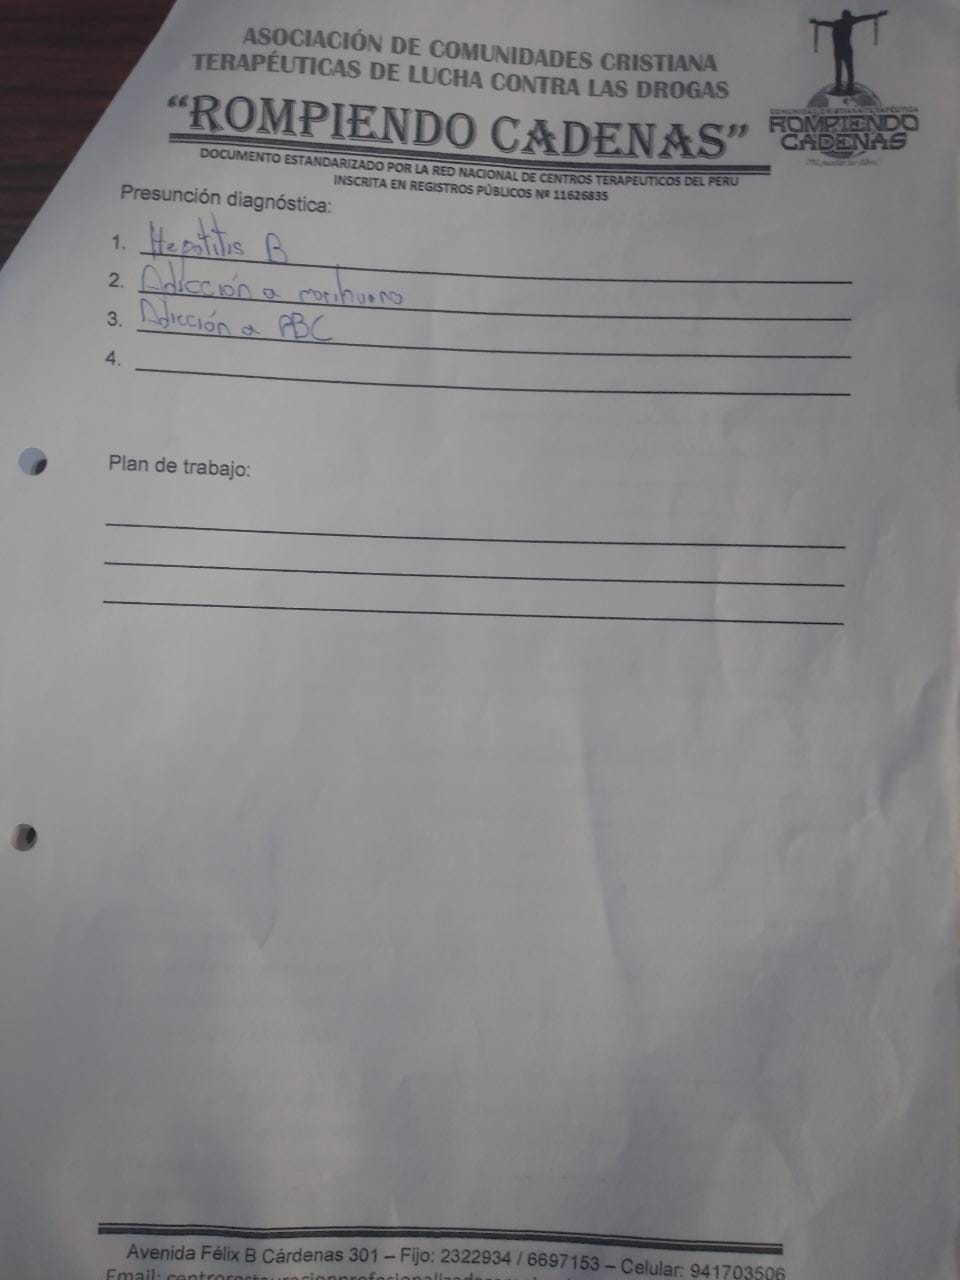 ASOCIACIÓN DE COMUNIDADES CRISTIANA
TERAPÉUTICAS DE LUCHA CONTRA LAS DROGAS
“ROMPIENDO CADENAS”
ROMPIENDO
CADENAS
DOCUMENTO ESTANDARIZADO POR LA RED NACIONAL DE CENTROS TERAPEUTICOS DEL PERU
INSCRITA EN REGISTROS PÚBLICOS Nº 11626835
Presunción diagnóstica:
1. Hepatitis B
2. Adicción a marihuana
3. Adicción a PBC
4.
Plan de trabajo:
Avenida Félix B Cárdenas 301 – Fijo: 2322934 / 6697153 – Celular: 941703506
Email: